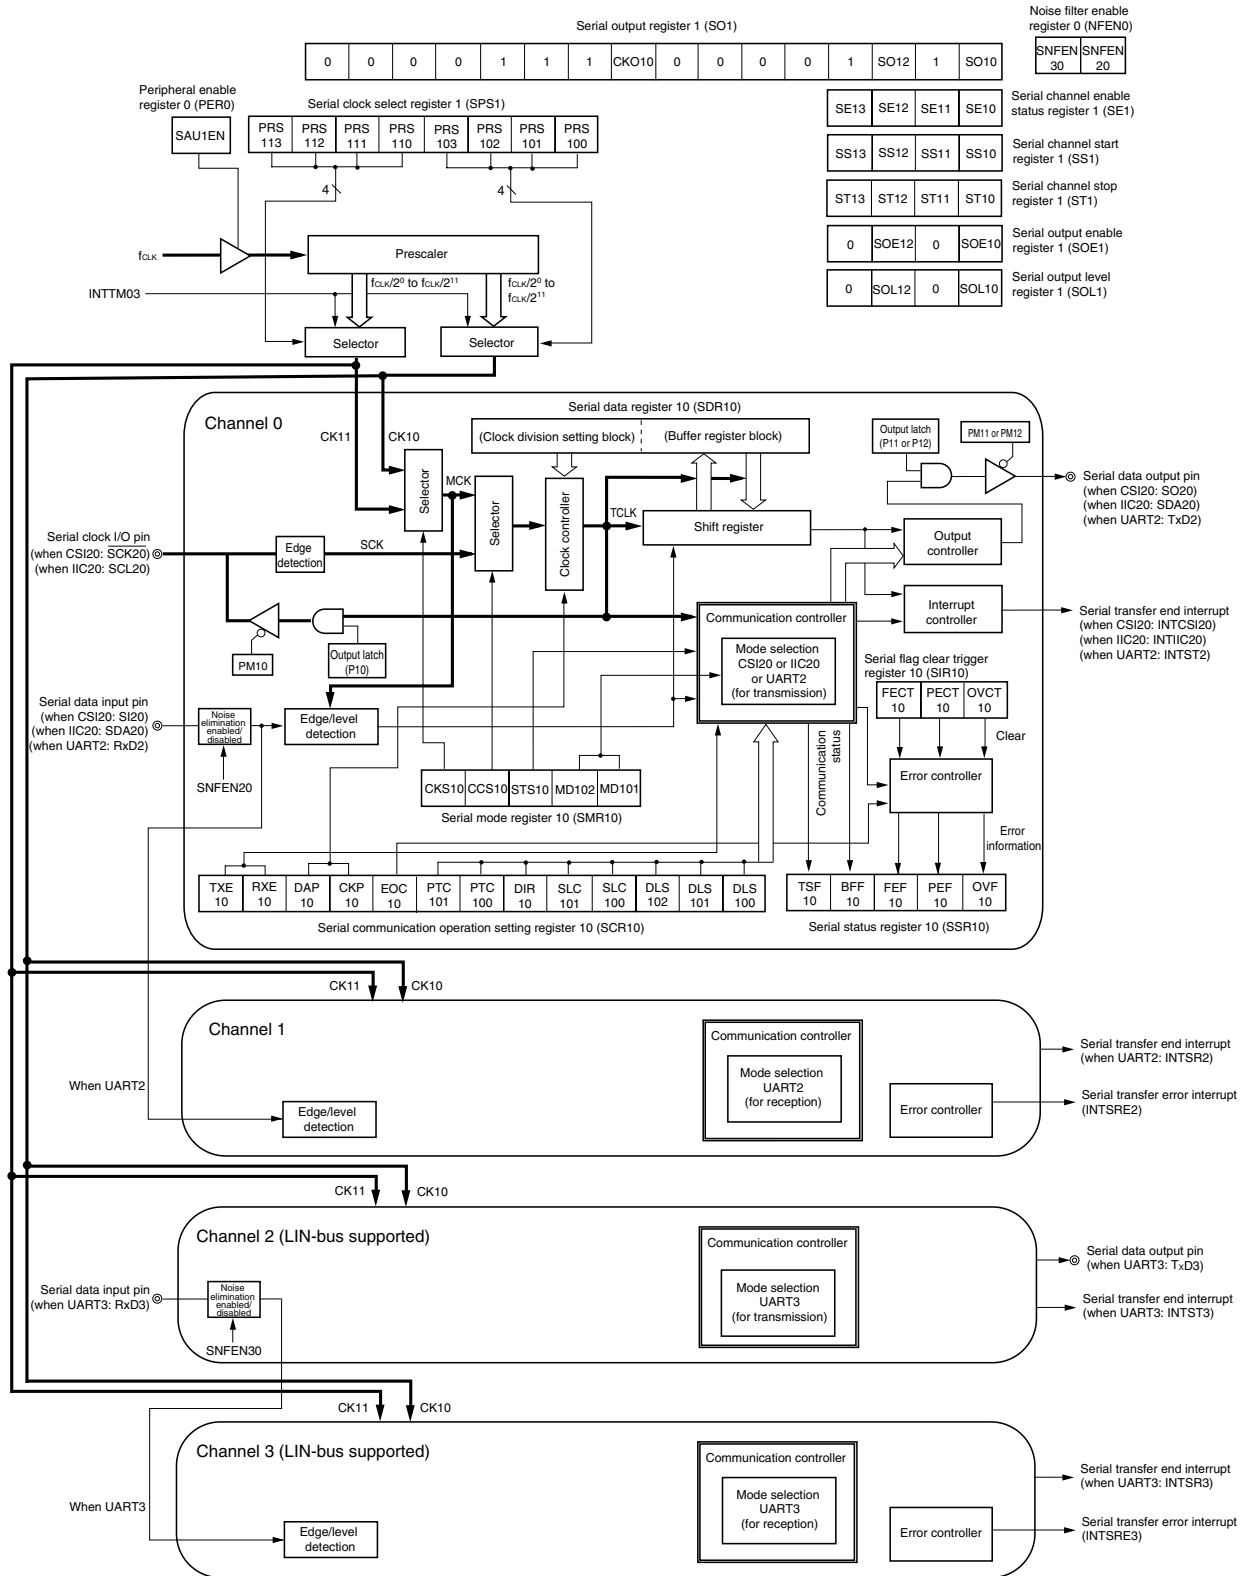 Serial output register 1 (SO1)
0 0 0 0 1 1 1 CKO10 0 0 0 0 1 SO12 1 SO10
Noise filter enable
register 0 (NFEN0)
SNFEN 30 SNFEN 20
Peripheral enable
register 0 (PER0)
SAU1EN
Serial clock select register 1 (SPS1)
PRS 113 PRS 112 PRS 111 PRS 110 PRS 103 PRS 102 PRS 101 PRS 100
4
4
SE13 SE12 SE11 SE10
Serial channel enable
status register 1 (SE1)
SS13 SS12 SS11 SS10
Serial channel start
register 1 (SS1)
ST13 ST12 ST11 ST10
Serial channel stop
register 1 (ST1)
0 SOE12 0 SOE10
Serial output enable
register 1 (SOE1)
0 SOL12 0 SOL10
Serial output level
register 1 (SOL1)
fCLK
Prescaler
fCLK/2⁰ to fCLK/2¹¹
fCLK/2⁰ to
fCLK/2¹¹
INTTM03
Selector
Selector
Channel 0
CK11
CK10
Serial data register 10 (SDR10)
(Clock division setting block)
(Buffer register block)
Output latch
(P11 or P12)
PM11 or PM12
Serial data output pin
(when CSI20: SO20)
(when IIC20: SDA20)
(when UART2: TxD2)
Selector
MCK
Selector
Clock controller
TCLK
Shift register
Output
controller
Serial clock I/O pin
(when CSI20: SCK20)
(when IIC20: SCL20)
Edge
detection
SCK
Communication controller
Mode selection
CSI20 or IIC20
or UART2
(for transmission)
Interrupt
controller
Serial transfer end interrupt
(when CSI20: INTCSI20)
(when IIC20: INTIIC20)
(when UART2: INTST2)
PM10
Output latch
(P10)
Serial flag clear trigger
register 10 (SIR10)
FECT 10 PECT 10 OVCT 10
Clear
Serial data input pin
(when CSI20: SI20)
(when IIC20: SDA20)
(when UART2: RxD2)
Noise
elimination
enabled/
disabled
SNFEN20
Edge/level
detection
CKS10 CCS10 STS10 MD102 MD101
Serial mode register 10 (SMR10)
Communication
status
Error controller
Error
information
TXE 10 RXE 10 DAP 10 CKP 10 EOC 10 PTC 101 PTC 100 DIR 10 SLC 101 SLC 100 DLS 102 DLS 101 DLS 100
Serial communication operation setting register 10 (SCR10)
TSF 10 BFF 10 FEF 10 PEF 10 OVF 10
Serial status register 10 (SSR10)
CK11
CK10
Channel 1
When UART2
Edge/level
detection
Communication controller
Mode selection
UART2
(for reception)
Error controller
Serial transfer end interrupt
(when UART2: INTSR2)
Serial transfer error interrupt
(INTSRE2)
CK11
CK10
Channel 2 (LIN-bus supported)
Serial data input pin
(when UART3: RxD3)
Noise
elimination
enabled/
disabled
SNFEN30
Communication controller
Mode selection
UART3
(for transmission)
Serial data output pin
(when UART3: TxD3)
Serial transfer end interrupt
(when UART3: INTST3)
CK11
CK10
Channel 3 (LIN-bus supported)
When UART3
Edge/level
detection
Communication controller
Mode selection
UART3
(for reception)
Error controller
Serial transfer end interrupt
(when UART3: INTSR3)
Serial transfer error interrupt
(INTSRE3)